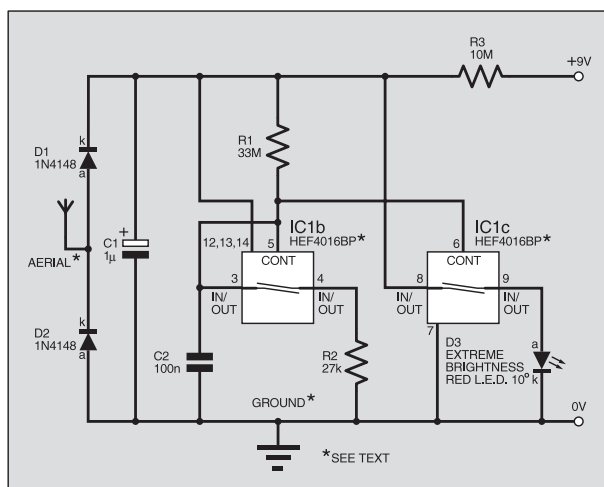 R3
10M
+9V
D1
1N4148
k
a
R1
33M
AERIAL*
C1
1µ
+
12,13,14
5
IC1b
HEF4016BP*
CONT
3
4
IN/
OUT
IN/
OUT
6
IC1c
HEF4016BP*
CONT
8
9
IN/
OUT
IN/
OUT
7
D2
1N4148
k
a
C2
100n
R2
27k
D3
EXTREME
BRIGHTNESS
RED L.E.D. 10°
a
k
GROUND*
0V
*SEE TEXT